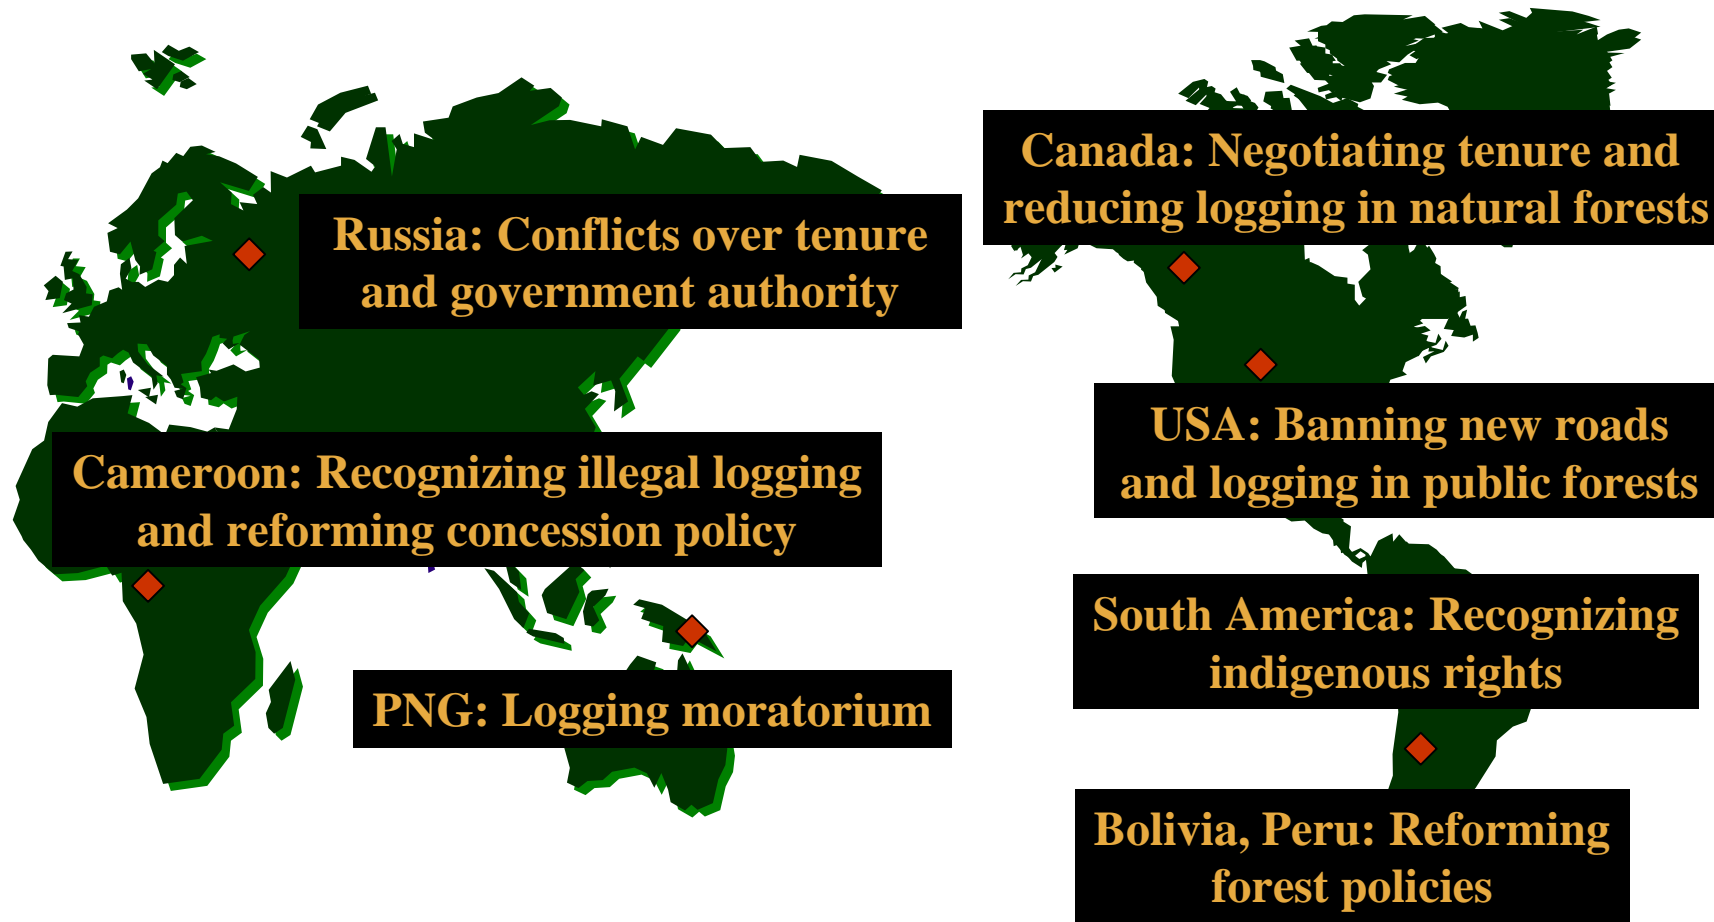 Canada: Negotiating tenure and
reducing logging in natural forests
Russia: Conflicts over tenure
and government authority
USA: Banning new roads
and logging in public forests
Cameroon: Recognizing illegal logging
and reforming concession policy
South America: Recognizing
indigenous rights
PNG: Logging moratorium
Bolivia, Peru: Reforming
forest policies